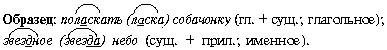 Образец: поласкать (ласка) собачонку (гл. + сущ.; глагольное);
звездное (звезда) небо (сущ. + прил.; именное).